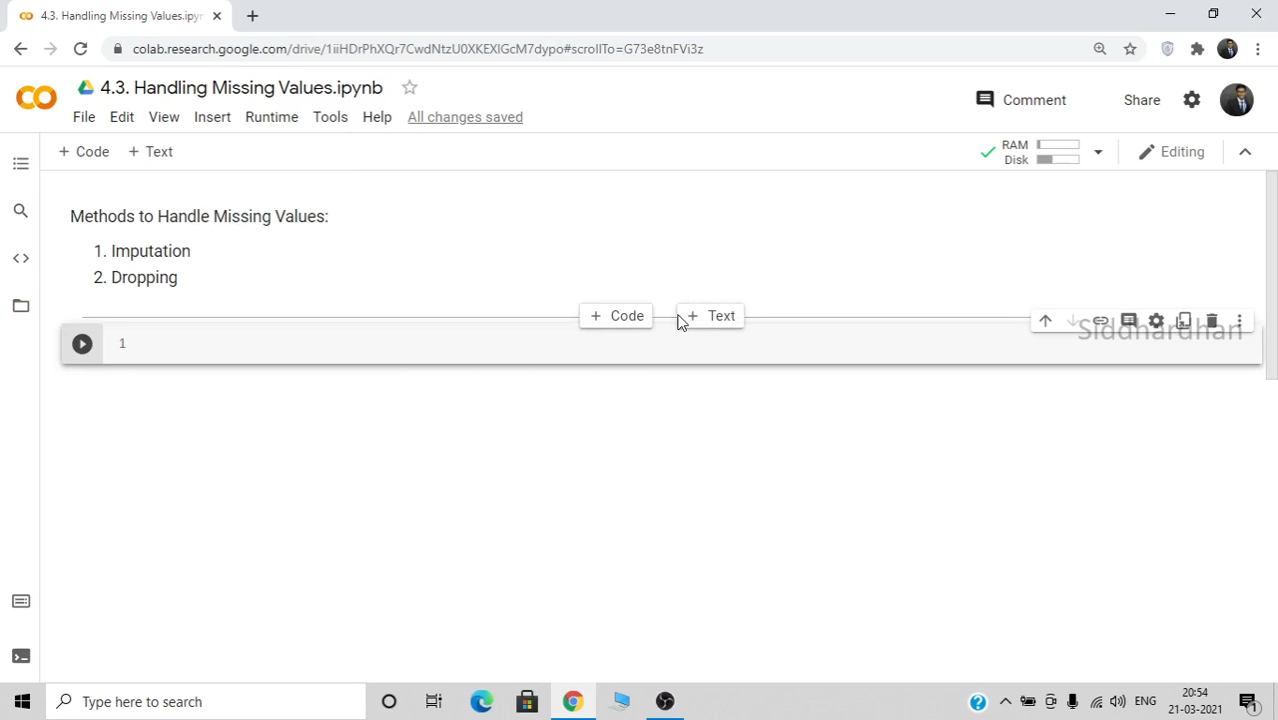 4.3. Handling Missing Values.ipyn
colab.research.google.com/drive/1iiHDrPhXQr7CwdNtzU0XKEXIGcM7dypo#scrollTo=G73e8tnFVi3z
4.3. Handling Missing Values.ipynb
File Edit View Insert Runtime Tools Help All changes saved
Comment Share
+ Code + Text
RAM
Disk
Editing
Methods to Handle Missing Values:
1. Imputation
2. Dropping
+ Code + Text
Siddhardhan
1
Type here to search
ENG
20:54
21-03-2021
1